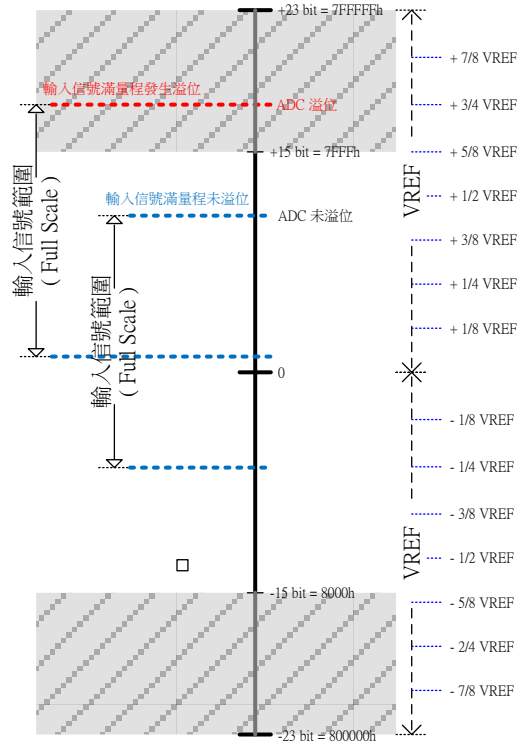 +23 bit = 7FFFFFh
+ 7/8 VREF
輸入信號滿量程發生溢位
ADC 溢位
+ 3/4 VREF
+15 bit = 7FFFh
+ 5/8 VREF
輸入信號滿量程未溢位
+ 1/2 VREF
VREF
ADC 未溢位
輸入信號範圍
( Full Scale )
+ 3/8 VREF
+ 1/4 VREF
輸入信號範圍
( Full Scale )
+ 1/8 VREF
0
- 1/8 VREF
- 1/4 VREF
- 3/8 VREF
VREF
- 1/2 VREF
-15 bit = 8000h
- 5/8 VREF
- 2/4 VREF
- 7/8 VREF
-23 bit = 800000h